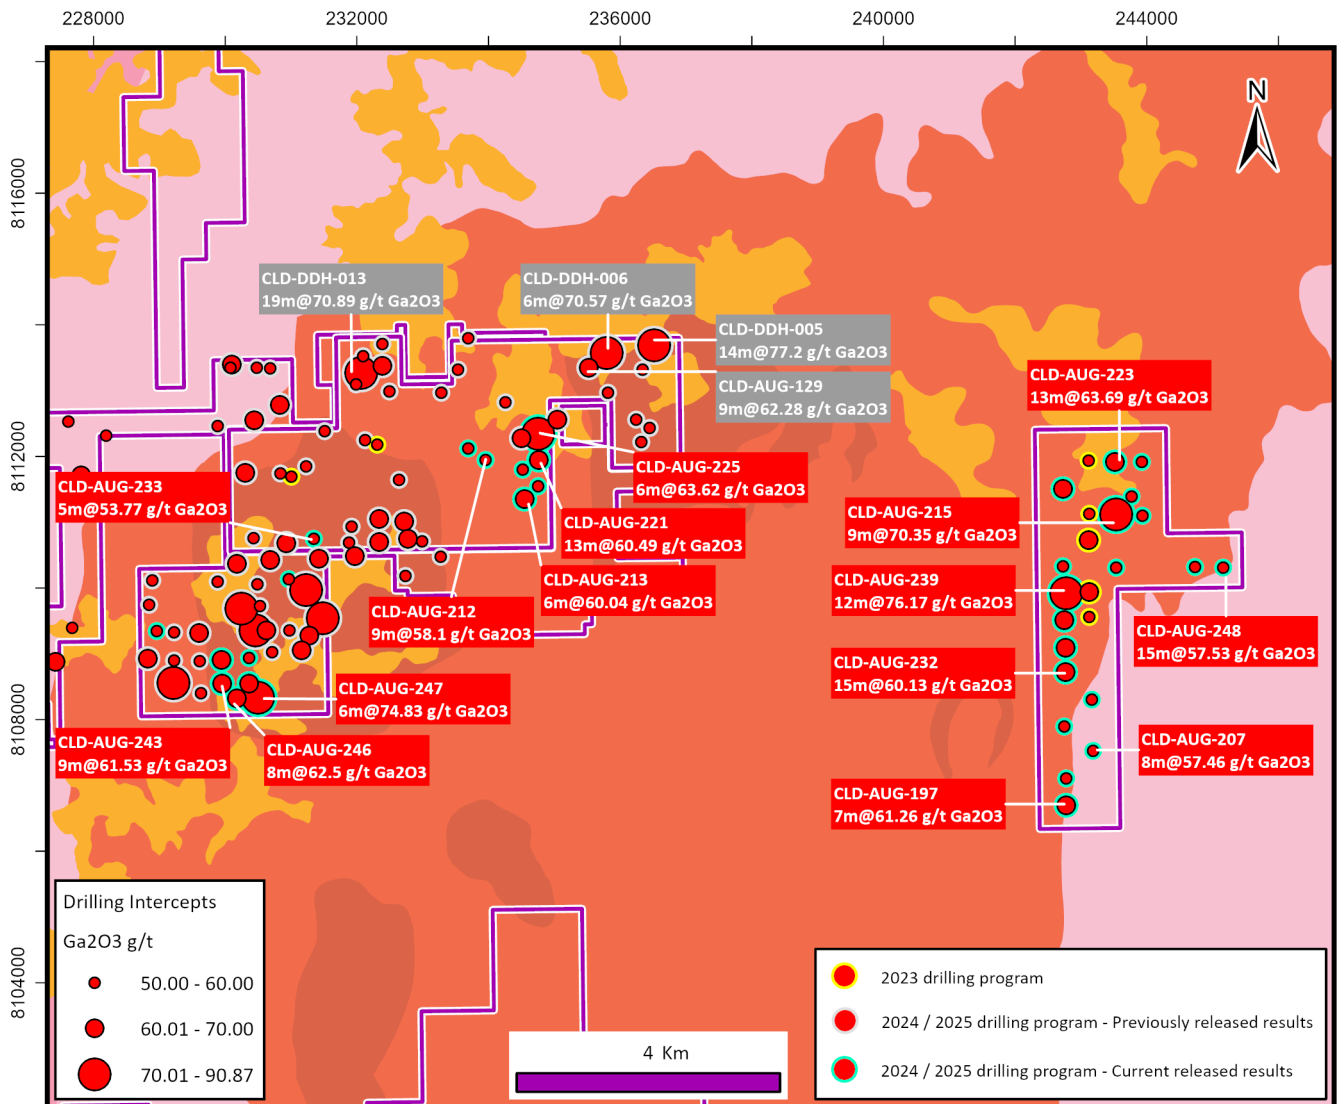 228000
232000
236000
240000
244000
N
8116000
8112000
8108000
8104000
CLD-DDH-013
19m@70.89 g/t Ga2O3
CLD-DDH-006
6m@70.57 g/t Ga2O3
CLD-DDH-005
14m@77.2 g/t Ga2O3
CLD-AUG-129
9m@62.28 g/t Ga2O3
CLD-AUG-223
13m@63.69 g/t Ga2O3
CLD-AUG-225
6m@63.62 g/t Ga2O3
CLD-AUG-233
5m@53.77 g/t Ga2O3
CLD-AUG-221
13m@60.49 g/t Ga2O3
CLD-AUG-215
9m@70.35 g/t Ga2O3
CLD-AUG-213
6m@60.04 g/t Ga2O3
CLD-AUG-239
12m@76.17 g/t Ga2O3
CLD-AUG-212
9m@58.1 g/t Ga2O3
CLD-AUG-248
15m@57.53 g/t Ga2O3
CLD-AUG-232
15m@60.13 g/t Ga2O3
CLD-AUG-247
6m@74.83 g/t Ga2O3
CLD-AUG-243
9m@61.53 g/t Ga2O3
CLD-AUG-246
8m@62.5 g/t Ga2O3
CLD-AUG-207
8m@57.46 g/t Ga2O3
CLD-AUG-197
7m@61.26 g/t Ga2O3
Drilling Intercepts
Ga2O3 g/t
50.00 - 60.00
60.01 - 70.00
70.01 - 90.87
4 Km
2023 drilling program
2024 / 2025 drilling program - Previously released results
2024 / 2025 drilling program - Current released results